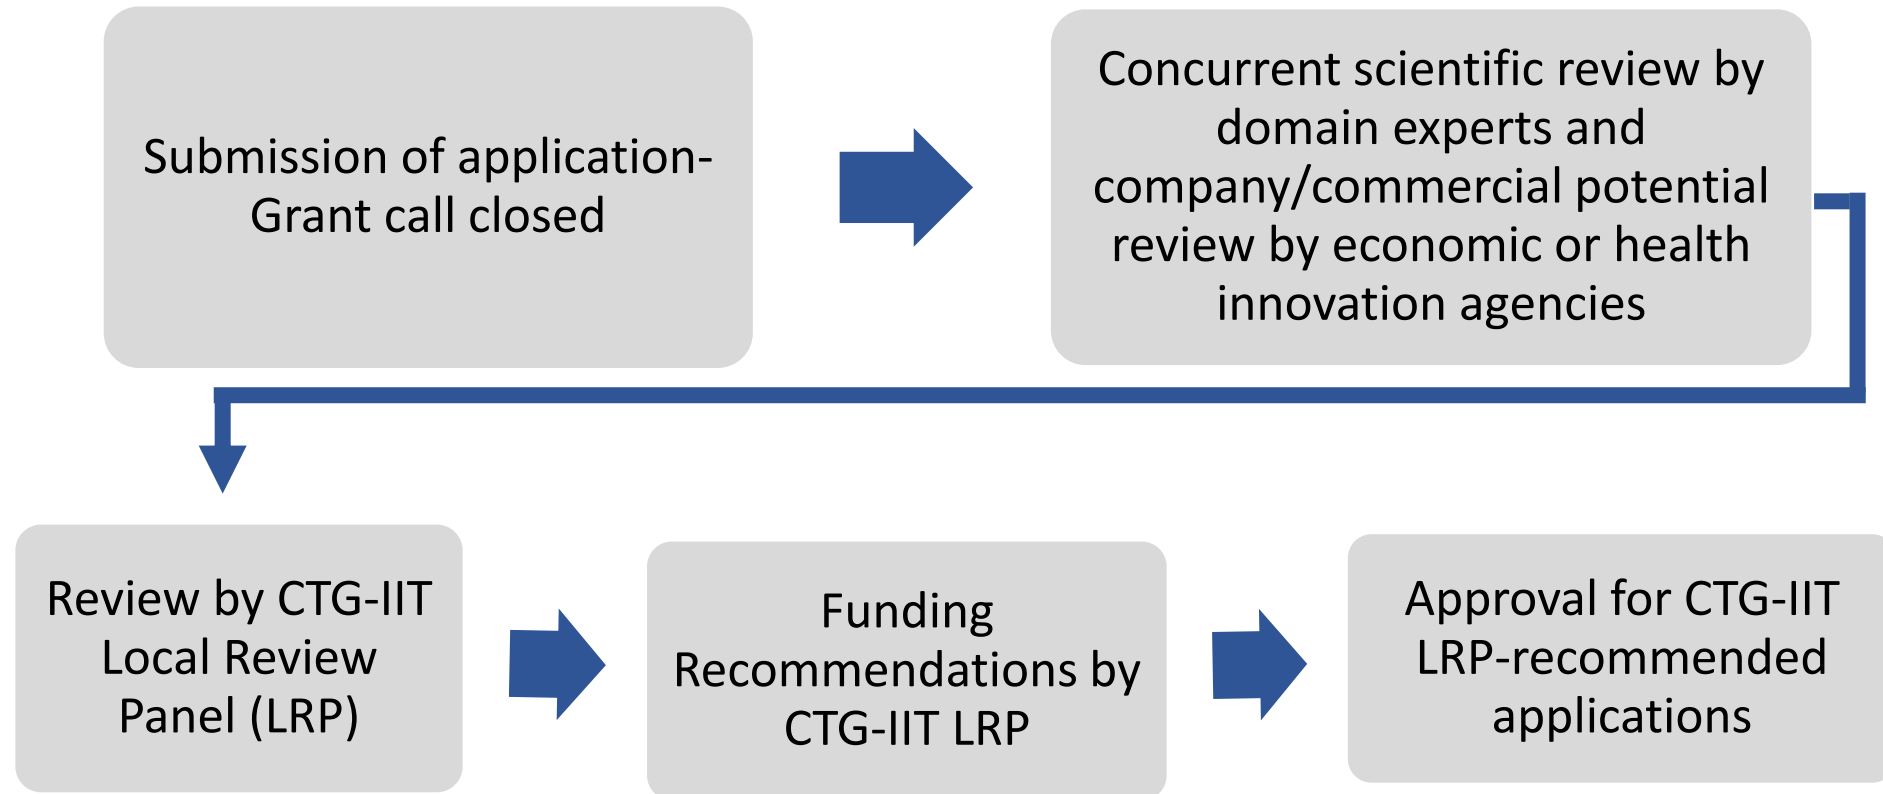 Submission of application-
Grant call closed
Concurrent scientific review by
domain experts and
company/commercial potential
review by economic or health
innovation agencies
Review by CTG-IIT
Local Review
Panel (LRP)
Funding
Recommendations by
CTG-IIT LRP
Approval for CTG-IIT
LRP-recommended
applications